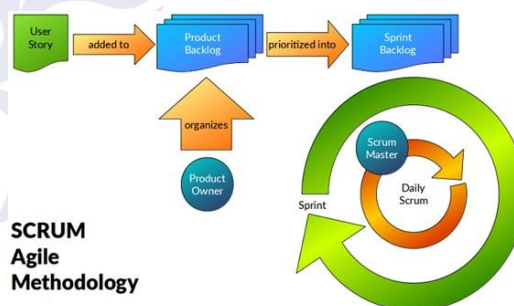 User
Story
added to
Product
Backlog
prioritized into
Sprint
Backlog
organizes
Product
Owner
Scrum
Master
Daily
Scrum
Sprint
SCRUM
Agile
Methodology